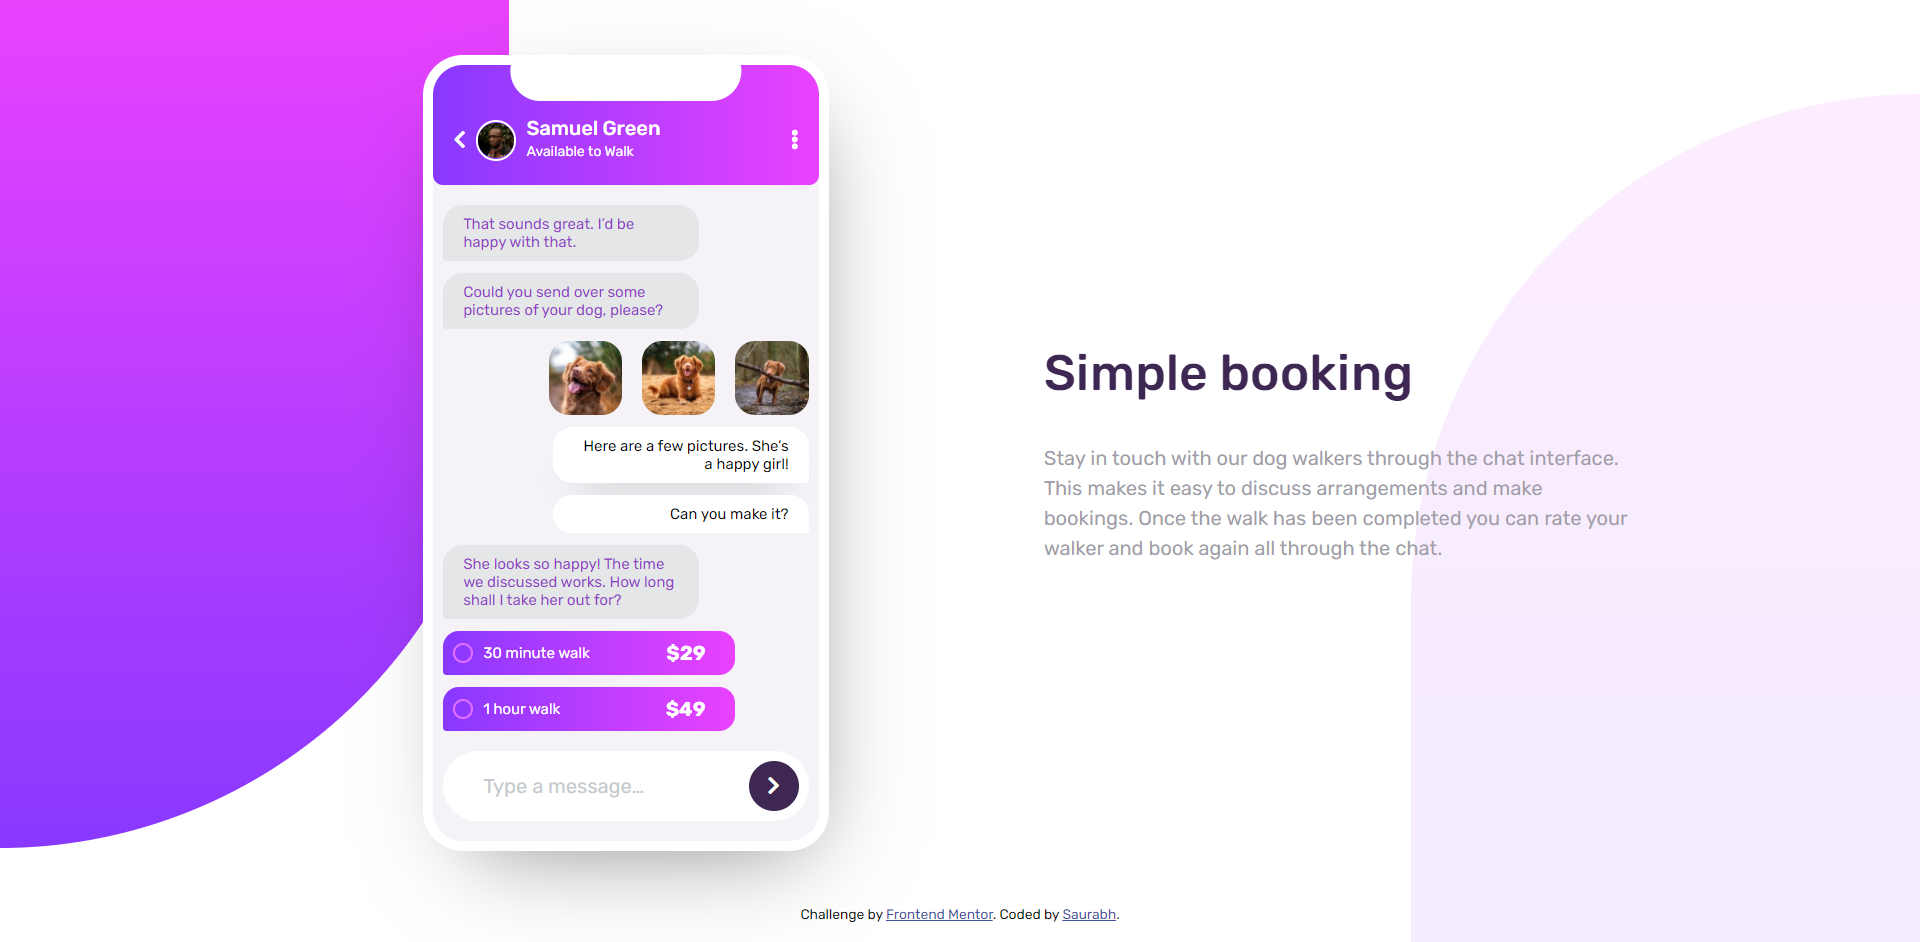 Samuel Green
Available to Walk
That sounds great. I’d be
happy with that.
Could you send over some
pictures of your dog, please?
Here are a few pictures. She’s
a happy girl!
Can you make it?
She looks so happy! The time
we discussed works. How long
shall I take her out for?
30 minute walk $29
1 hour walk $49
Type a message…
Simple booking
Stay in touch with our dog walkers through the chat interface.
This makes it easy to discuss arrangements and make
bookings. Once the walk has been completed you can rate your
walker and book again all through the chat.
Challenge by Frontend Mentor. Coded by Saurabh.